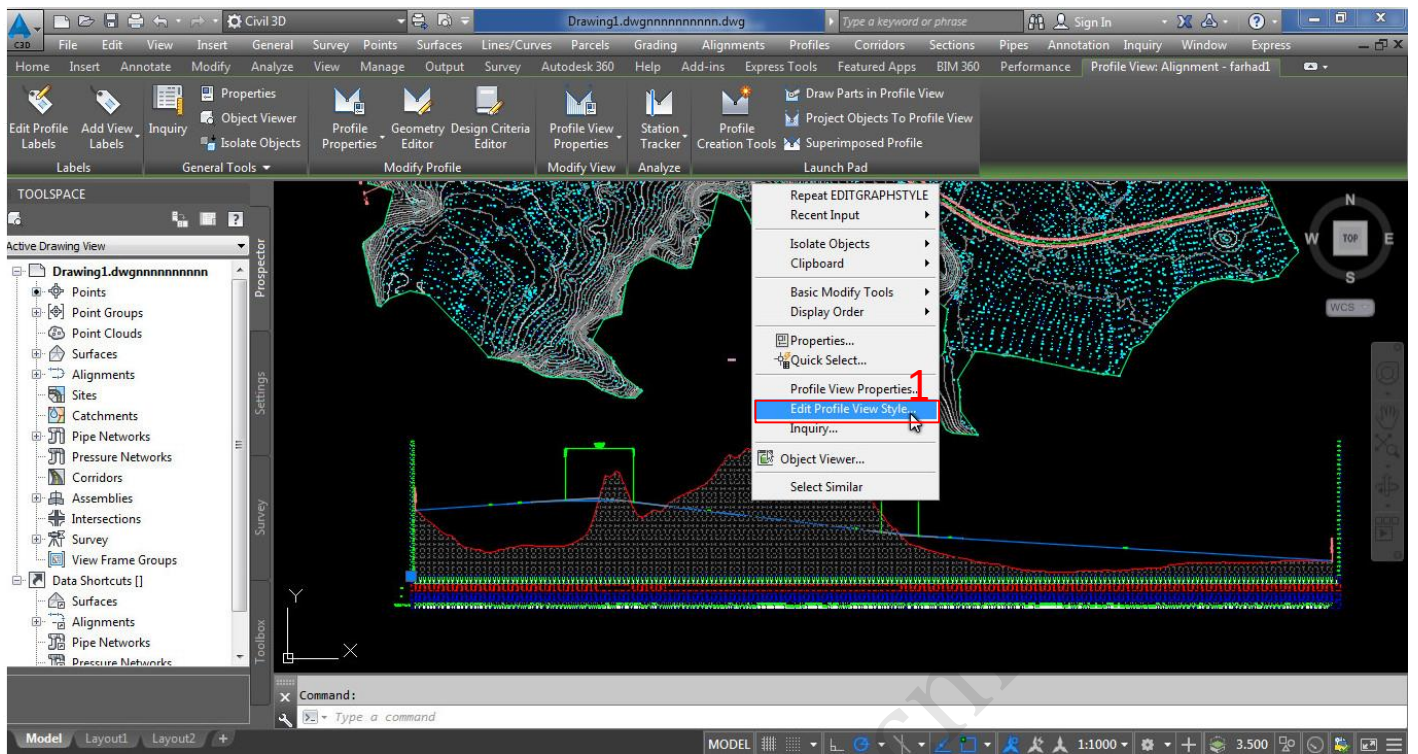 Civil 3D Drawing1.dwgnnnnnnnnnn.dwg Type a keyword or phrase Sign In
C3D File Edit View Insert General Survey Points Surfaces Lines/Curves Parcels Grading Alignments Profiles Corridors Sections Pipes Annotation Inquiry Window Express
Home Insert Annotate Modify Analyze View Manage Output Survey Autodesk 360 Help Add-ins Express Tools Featured Apps BIM 360 Performance Profile View: Alignment - farhad1
Properties
Object Viewer
Isolate Objects
Edit Profile Labels
Add View Labels
Inquiry
Profile Properties
Geometry Editor
Design Criteria Editor
Profile View Properties
Station Tracker
Profile Creation Tools
Draw Parts in Profile View
Project Objects To Profile View
Superimposed Profile
Labels General Tools Modify Profile Modify View Analyze Launch Pad
TOOLSPACE
Active Drawing View
Drawing1.dwgnnnnnnnnnn
Points
Point Groups
Point Clouds
Surfaces
Alignments
Sites
Catchments
Pipe Networks
Pressure Networks
Corridors
Assemblies
Intersections
Survey
View Frame Groups
Data Shortcuts []
Surfaces
Alignments
Pipe Networks
Pressure Networks
Prospector
Settings
Survey
Toolbox
Repeat EDITGRAPHSTYLE
Recent Input
Isolate Objects
Clipboard
Basic Modify Tools
Display Order
Properties...
Quick Select...
Profile View Properties...
1
Edit Profile View Style...
Inquiry...
Object Viewer...
Select Similar
N
W TOP E
S
WCS
Y
X
Command:
Type a command
Model Layout1 Layout2 + MODEL 1:1000 3.500